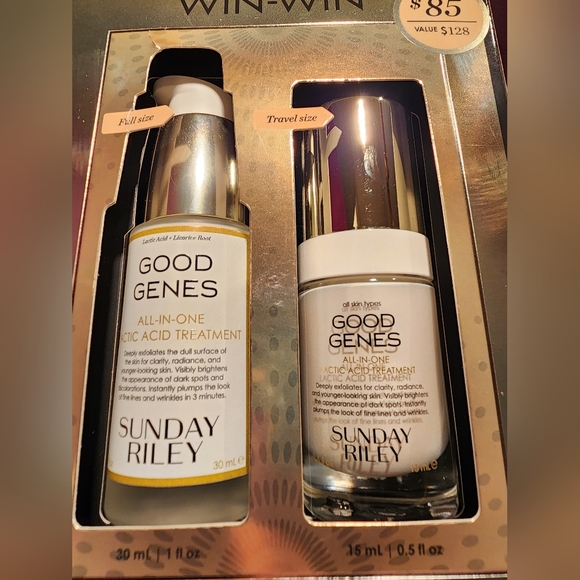 WIN-WIN
$85
VALUE $128
Full size
Travel size
Lactic Acid + Licorice Root
GOOD
GENES
ALL-IN-ONE
LACTIC ACID TREATMENT
Deeply exfoliates the dull surface of
the skin for clarity, radiance, and
younger-looking skin. Visibly brightens
the appearance of dark spots and
discolorations. Instantly plumps the look
of fine lines and wrinkles in 3 minutes.
SUNDAY
RILEY
30 mL ℮
all skin types
GOOD
GENES
ALL-IN-ONE
LACTIC ACID TREATMENT
Deeply exfoliates for clarity, radiance,
and younger-looking skin. Visibly brightens
the appearance of dark spots. Instantly
plumps the look of fine lines and wrinkles.
SUNDAY
RILEY
30 mL | 1 fl oz
15 mL | 0.5 fl oz